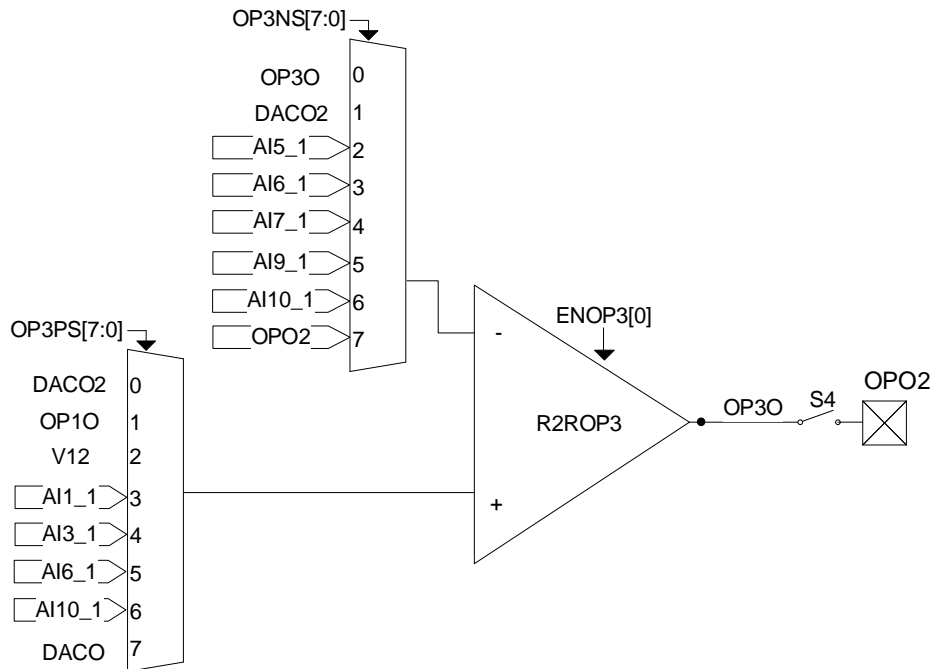 OP3NS[7:0]
OP3O 0
DACO2 1
AI5_1 2
AI6_1 3
AI7_1 4
AI9_1 5
AI10_1 6
OPO2 7
OP3PS[7:0]
DACO2 0
OP1O 1
V12 2
AI1_1 3
AI3_1 4
AI6_1 5
AI10_1 6
DACO 7
-
+
R2ROP3
ENOP3[0]
OP3O
S4
OPO2